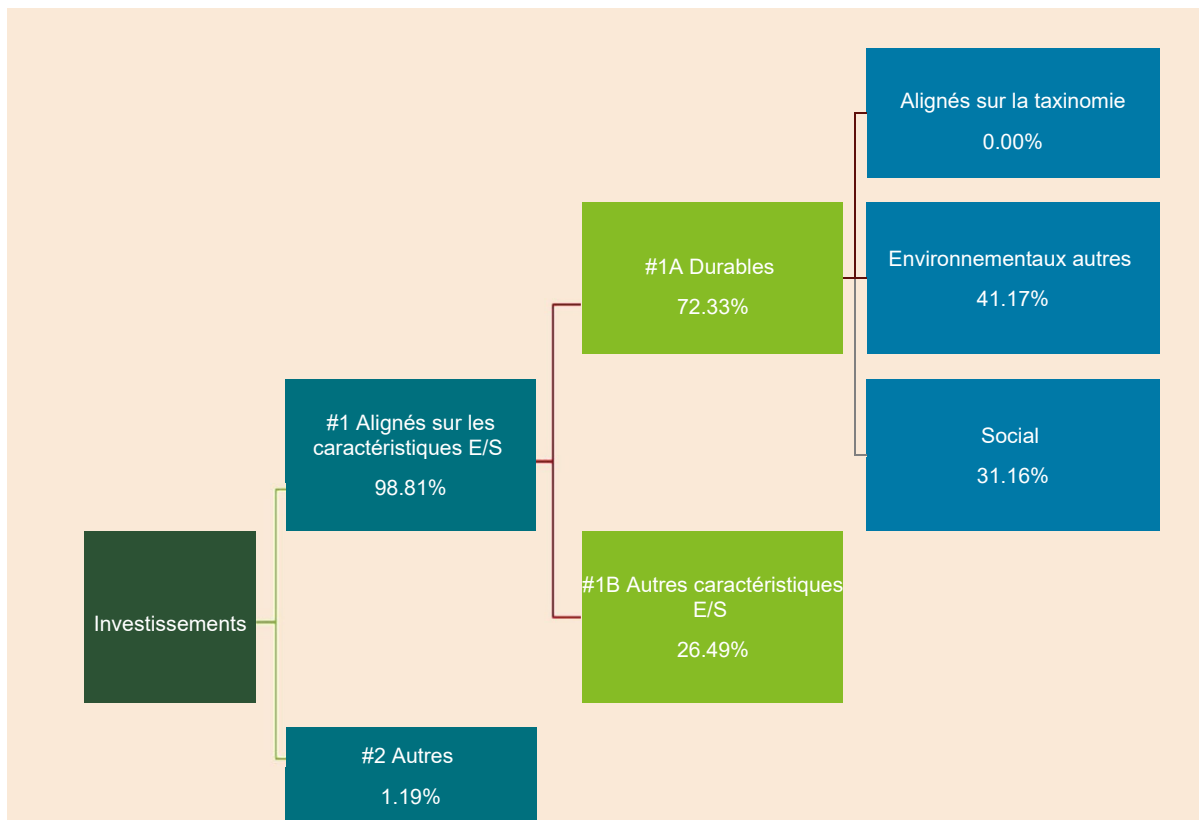 Alignés sur la taxinomie
0.00%
#1A Durables
72.33%
Environnementaux autres
41.17%
#1 Alignés sur les
caractéristiques E/S
98.81%
Social
31.16%
Investissements
#1B Autres caractéristiques
E/S
26.49%
#2 Autres
1.19%